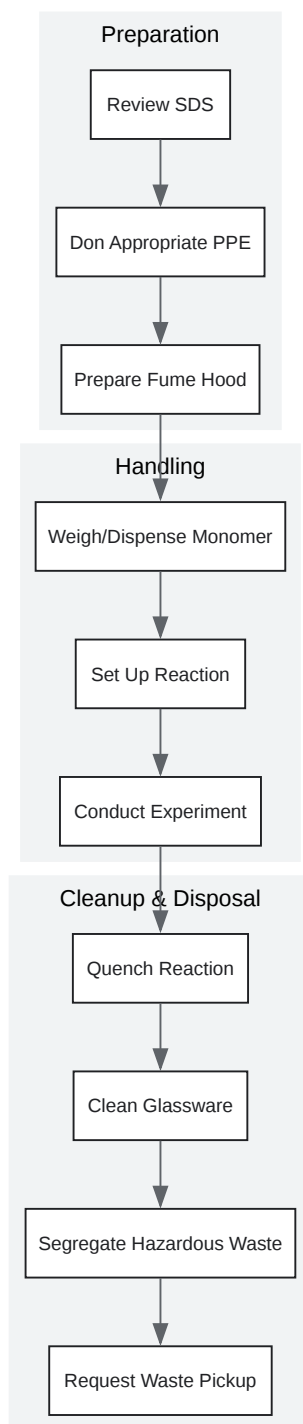 Preparation
Review SDS
Don Appropriate PPE
Prepare Fume Hood
Handling
Weigh/Dispense Monomer
Set Up Reaction
Conduct Experiment
Cleanup & Disposal
Quench Reaction
Clean Glassware
Segregate Hazardous Waste
Request Waste Pickup